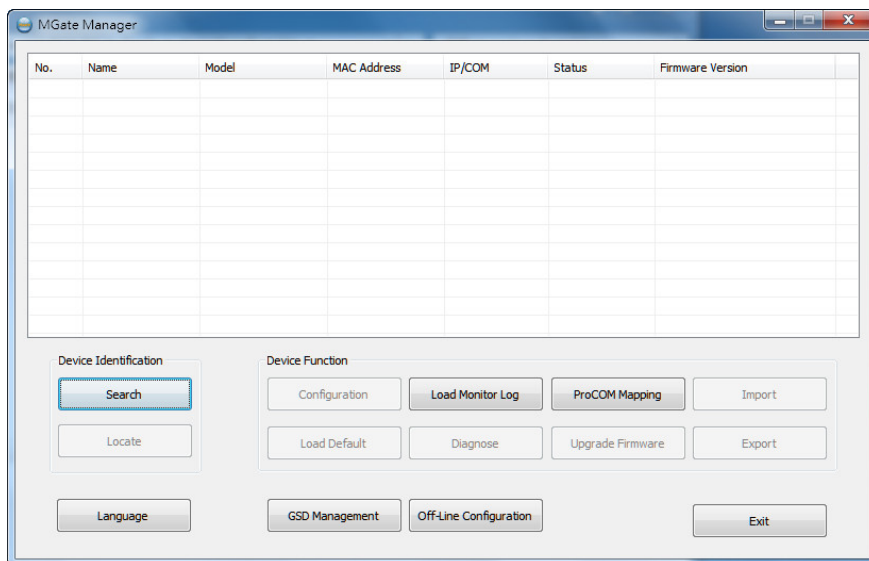 MGate Manager
No. Name Model MAC Address IP/COM Status Firmware Version
Device Identification Device Function
Search Configuration Load Monitor Log ProCOM Mapping Import
Locate Load Default Diagnose Upgrade Firmware Export
Language GSD Management Off-Line Configuration Exit